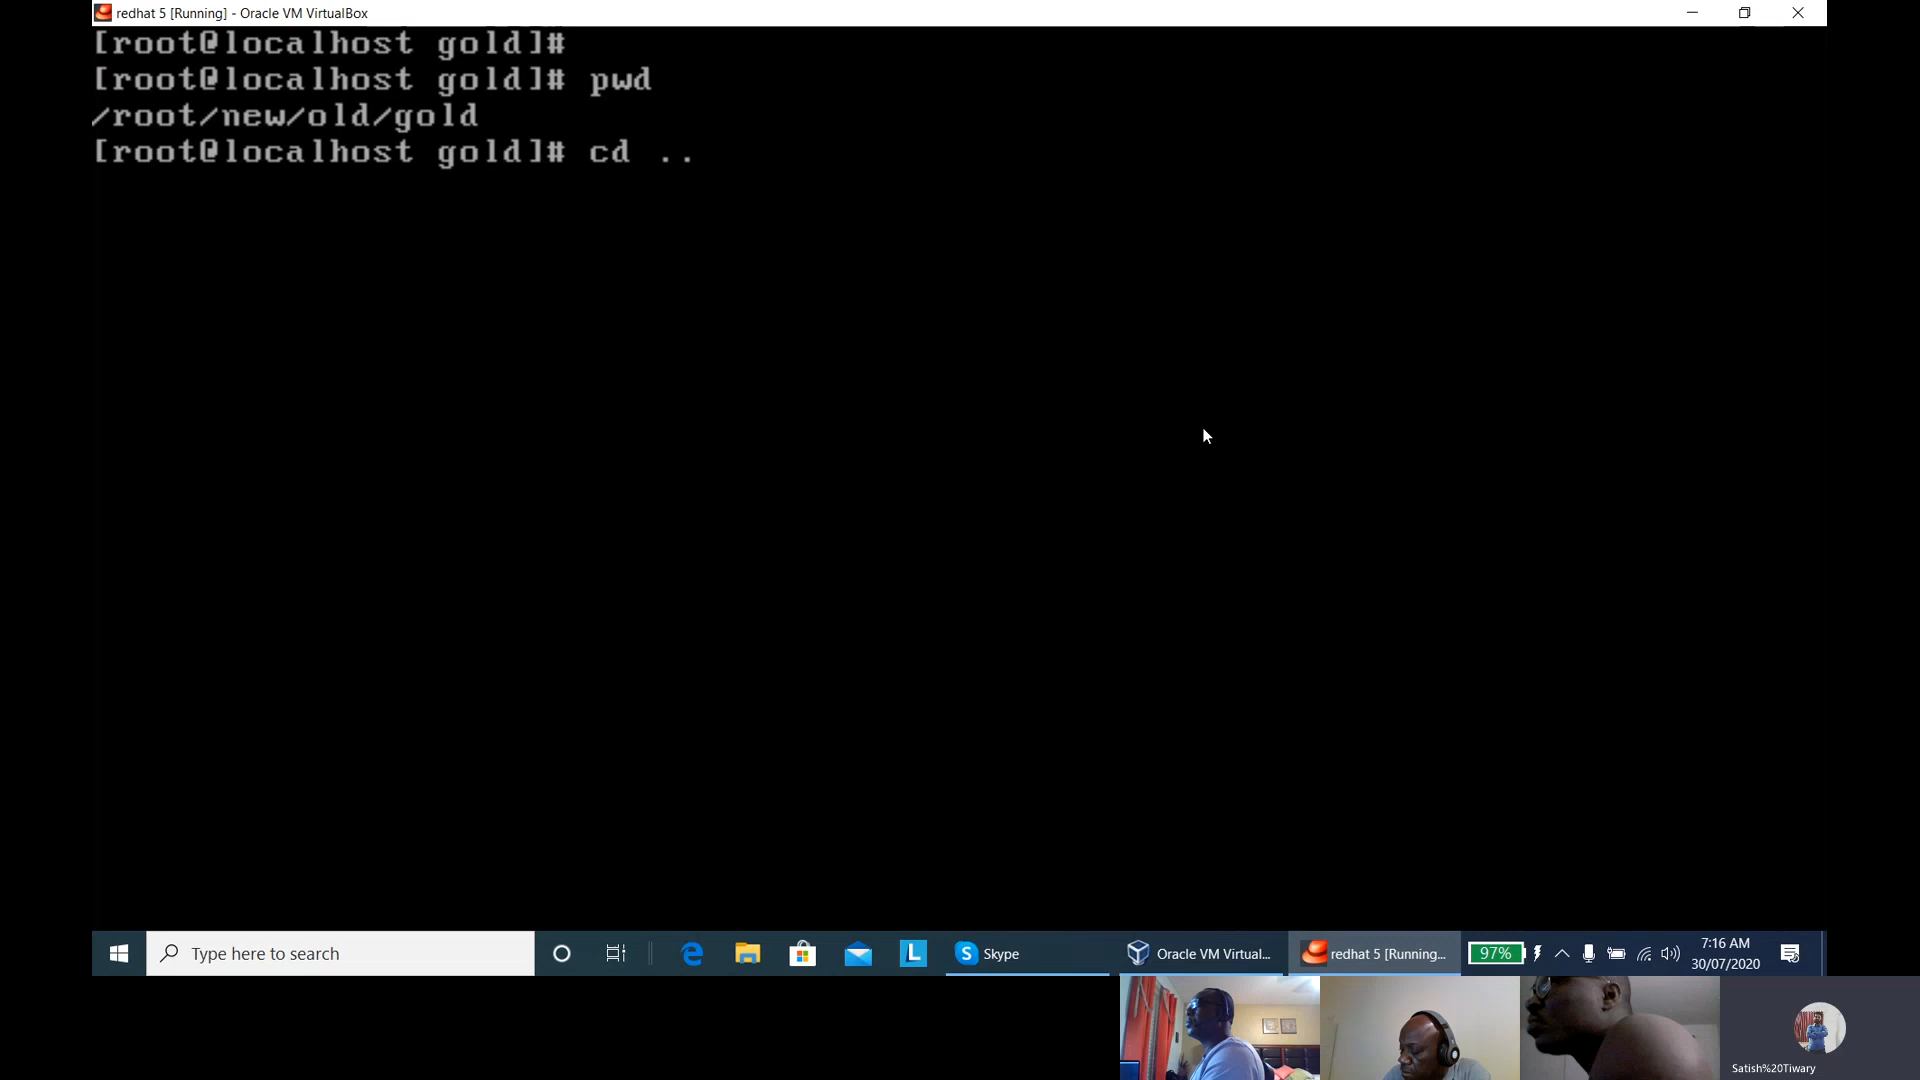 redhat 5 [Running] - Oracle VM VirtualBox
[root@localhost gold]#
[root@localhost gold]# pwd
/root/new/old/gold
[root@localhost gold]# cd ..
Type here to search
L
S Skype
Oracle VM Virtual...
redhat 5 [Running...
97%
7:16 AM
30/07/2020
Satish%20Tiwary